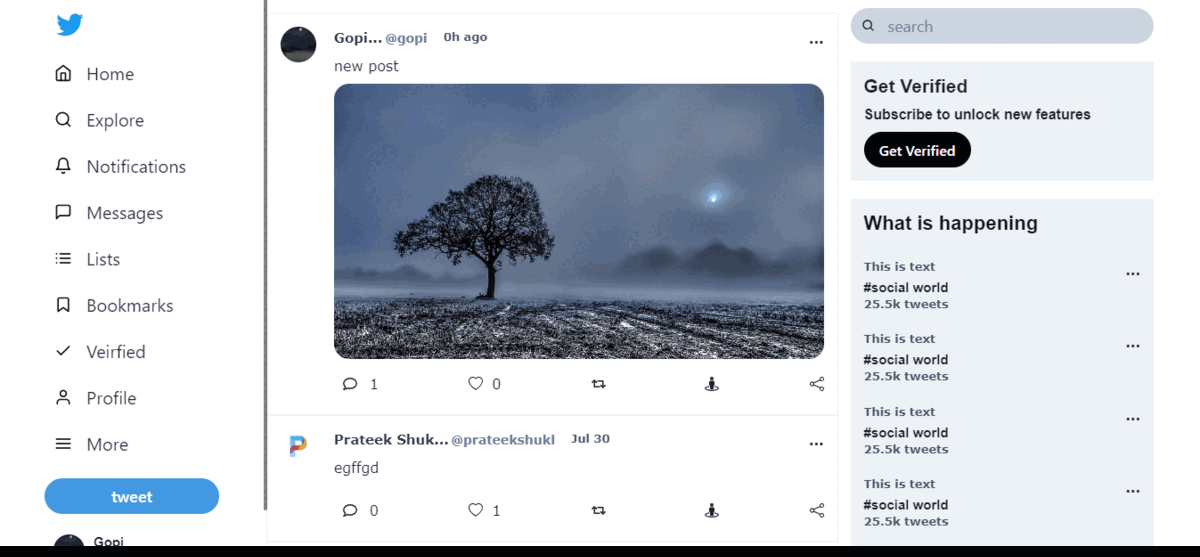 Home
Explore
Notifications
Messages
Lists
Bookmarks
Veirfied
Profile
More
tweet
Gopi
Gopi... @gopi 0h ago
new post
1 0
Prateek Shuk... @prateekshukl Jul 30
egffgd
0 1
search
Get Verified
Subscribe to unlock new features
Get Verified
What is happening
This is text
#social world
25.5k tweets
This is text
#social world
25.5k tweets
This is text
#social world
25.5k tweets
This is text
#social world
25.5k tweets